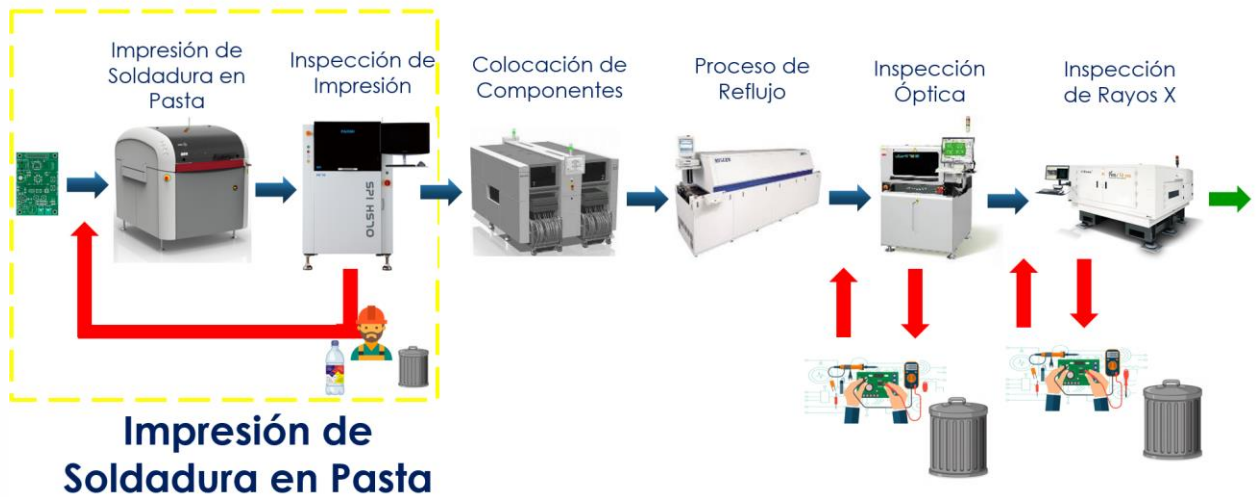 Impresión de
Soldadura en
Pasta
Inspección de
Impresión
Colocación de
Componentes
Proceso de
Reflujo
Inspección
Óptica
Inspección
de Rayos X
SPI HS70
Impresión de
Soldadura en Pasta